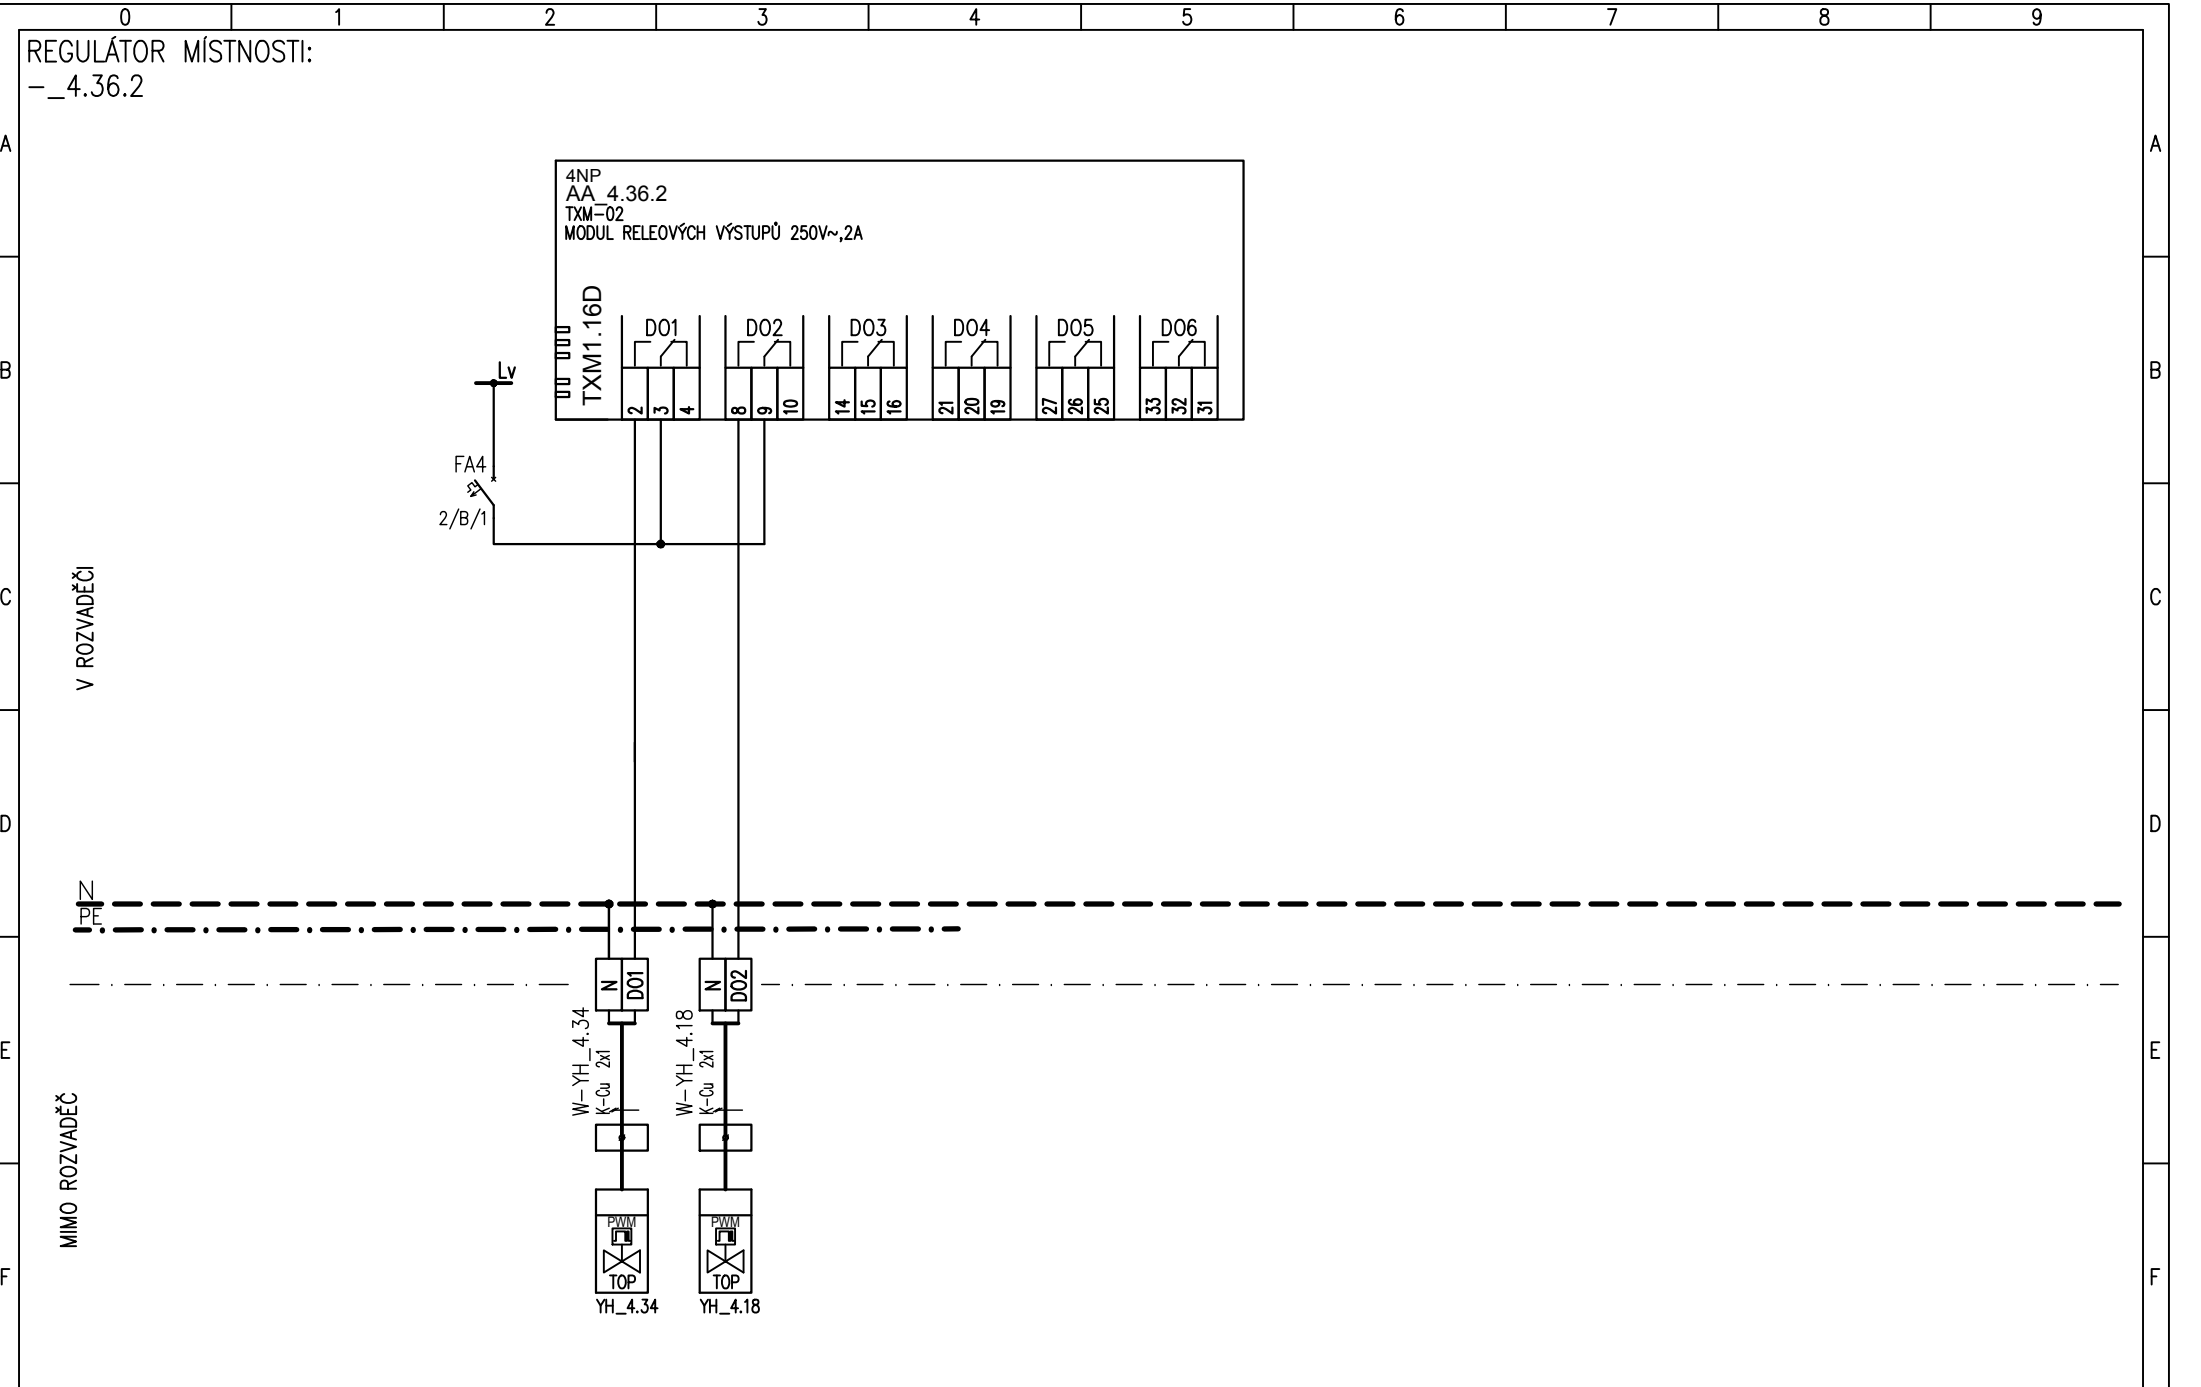 0 1 2 3 4 5 6 7 8 9
REGULÁTOR MÍSTNOSTI:
-_4.36.2
A A
4NP
AA_4.36.2
TXM-02
MODUL RELEOVÝCH VÝSTUPŮ 250V~,2A
TXM1.16D
DO1 DO2 DO3 DO4 DO5 DO6
B B
Lv
2 3 4 8 9 10 14 15 16 21 20 19 27 26 25 33 32 31
FA4
2/B/1
V ROZVADĚČI
C C
D D
N
PE
N DO1 N DO2
W-YH_4.34
K-Cu 2x1
W-YH_4.18
K-Cu 2x1
E E
MIMO ROZVADĚČ
PWM PWM
TOP TOP
F F
YH_4.34 YH_4.18